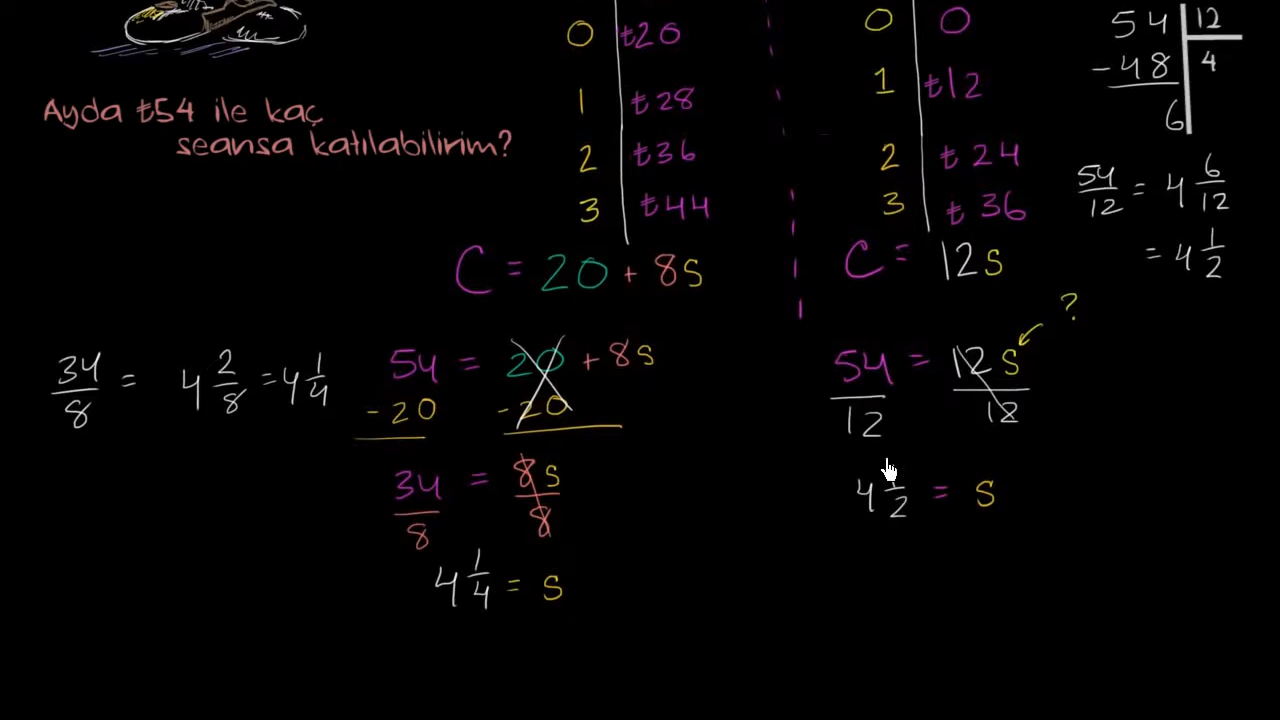 Ayda ₺54 ile kaç
seansa katılabilirim?
0 ₺20
1 ₺28
2 ₺36
3 ₺44
C = 20 + 8s
0 0
1 ₺12
2 ₺24
3 ₺36
C = 12s
54 12
-48 4
6
54/12 = 4 6/12
= 4 1/2
34/8 = 4 2/8 = 4 1/4
54 = 20 + 8s
-20 -20
34/8 = 8s/8
4 1/4 = s
?
54/12 = 12s/12
4 1/2 = s